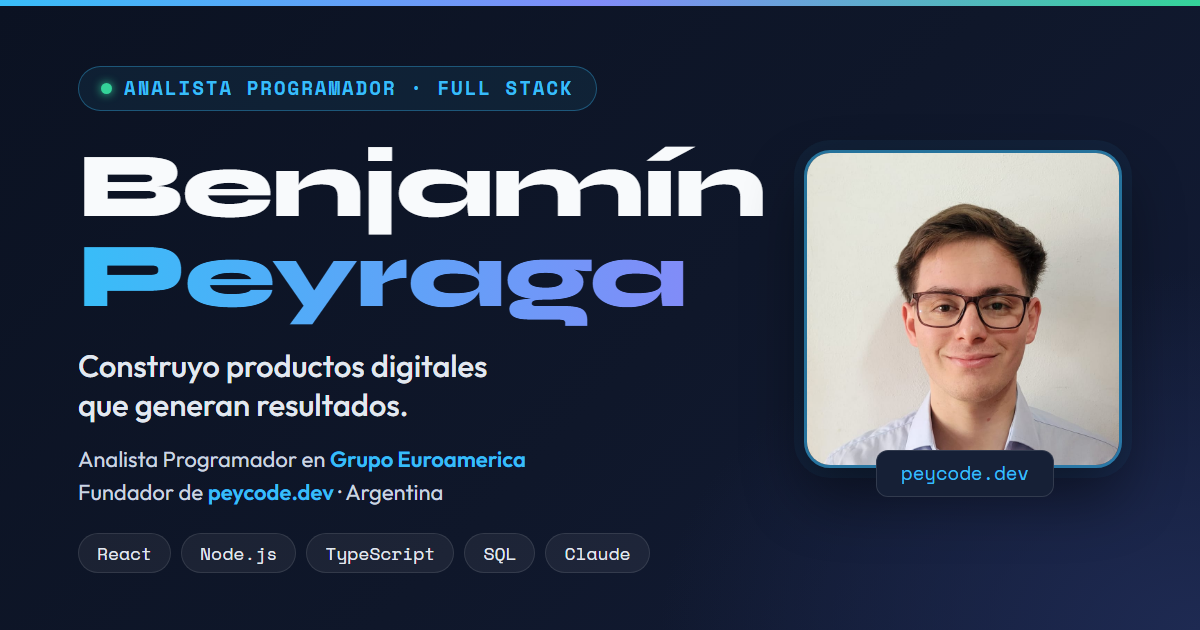 ANALISTA PROGRAMADOR · FULL STACK
Benjamín
Peyraga
Construyo productos digitales
que generan resultados.
Analista Programador en Grupo Euroamerica
Fundador de peycode.dev · Argentina
React Node.js TypeScript SQL Claude
peycode.dev